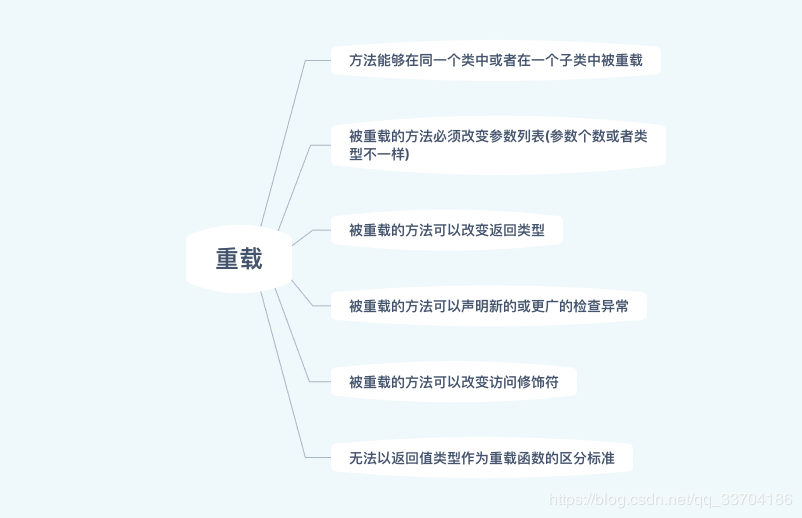 方法能够在同一个类中或者在一个子类中被重载
被重载的方法必须改变参数列表(参数个数或者类
型不一样)
被重载的方法可以改变返回类型
重载
被重载的方法可以声明新的或更广的检查异常
被重载的方法可以改变访问修饰符
无法以返回值类型作为重载函数的区分标准
https://blog.csdn.net/qq_33704186